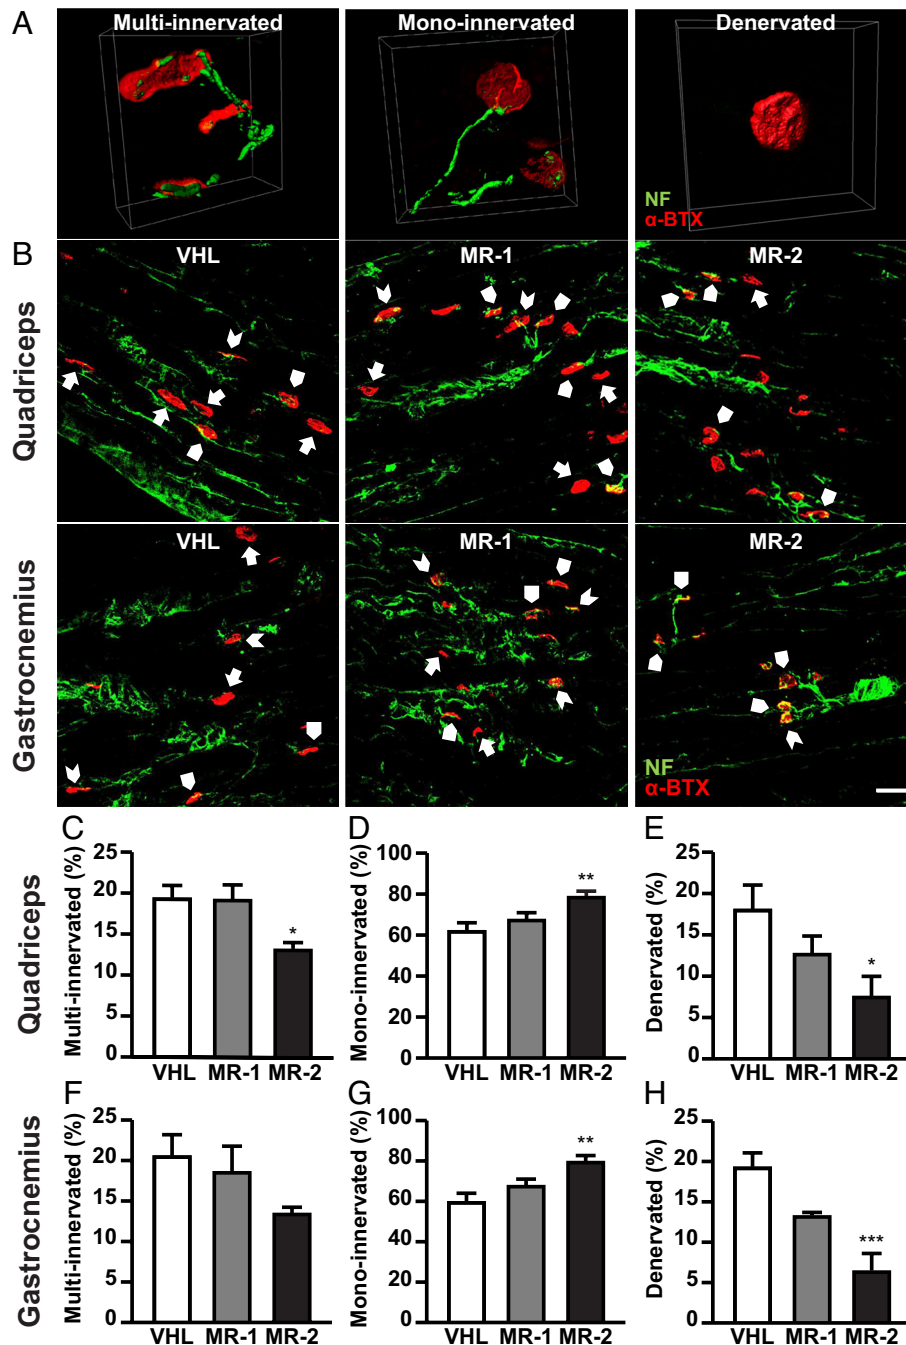 A
Multi-innervated
Mono-innervated
Denervated
NF
α-BTX
B
Quadriceps
VHL
MR-1
MR-2
Gastrocnemius
VHL
MR-1
MR-2
NF
α-BTX
Quadriceps
C
Multi-innervated (%)
25
20
15
10
5
0
*
VHL MR-1 MR-2
D
Mono-innervated (%)
100
80
60
40
20
0
**
VHL MR-1 MR-2
E
Denervated (%)
25
20
15
10
5
0
*
VHL MR-1 MR-2
Gastrocnemius
F
Multi-innervated (%)
25
20
15
10
5
0
VHL MR-1 MR-2
G
Mono-innervated (%)
100
80
60
40
20
0
**
VHL MR-1 MR-2
H
Denervated (%)
25
20
15
10
5
0
***
VHL MR-1 MR-2